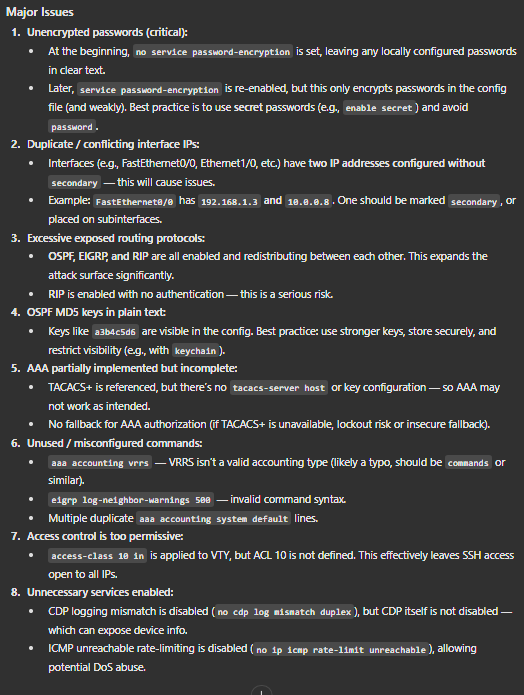 Major Issues
1. Unencrypted passwords (critical):
• At the beginning, no service password-encryption is set, leaving any locally configured passwords
in clear text.
• Later, service password-encryption is re-enabled, but this only encrypts passwords in the config
file (and weakly). Best practice is to use secret passwords (e.g., enable secret) and avoid
password.
2. Duplicate / conflicting interface IPs:
• Interfaces (e.g., FastEthernet0/0, Ethernet1/0, etc.) have two IP addresses configured without
secondary — this will cause issues.
• Example: FastEthernet0/0 has 192.168.1.3 and 10.0.0.8. One should be marked secondary, or
placed on subinterfaces.
3. Excessive exposed routing protocols:
• OSPF, EIGRP, and RIP are all enabled and redistributing between each other. This expands the
attack surface significantly.
• RIP is enabled with no authentication — this is a serious risk.
4. OSPF MD5 keys in plain text:
• Keys like a3b4c5d6 are visible in the config. Best practice: use stronger keys, store securely, and
restrict visibility (e.g., with keychain).
5. AAA partially implemented but incomplete:
• TACACS+ is referenced, but there's no tacacs-server host or key configuration — so AAA may
not work as intended.
• No fallback for AAA authorization (if TACACS+ is unavailable, lockout risk or insecure fallback).
6. Unused / misconfigured commands:
• aaa accounting vrrs — VRRS isn't a valid accounting type (likely a typo, should be commands or
similar).
• eigrp log-neighbor-warnings 500 — invalid command syntax.
• Multiple duplicate aaa accounting system default lines.
7. Access control is too permissive:
• access-class 10 in is applied to VTY, but ACL 10 is not defined. This effectively leaves SSH access
open to all IPs.
8. Unnecessary services enabled:
• CDP logging mismatch is disabled (no cdp log mismatch duplex), but CDP itself is not disabled —
which can expose device info.
• ICMP unreachable rate-limiting is disabled (no ip icmp rate-limit unreachable), allowing
potential DoS abuse.